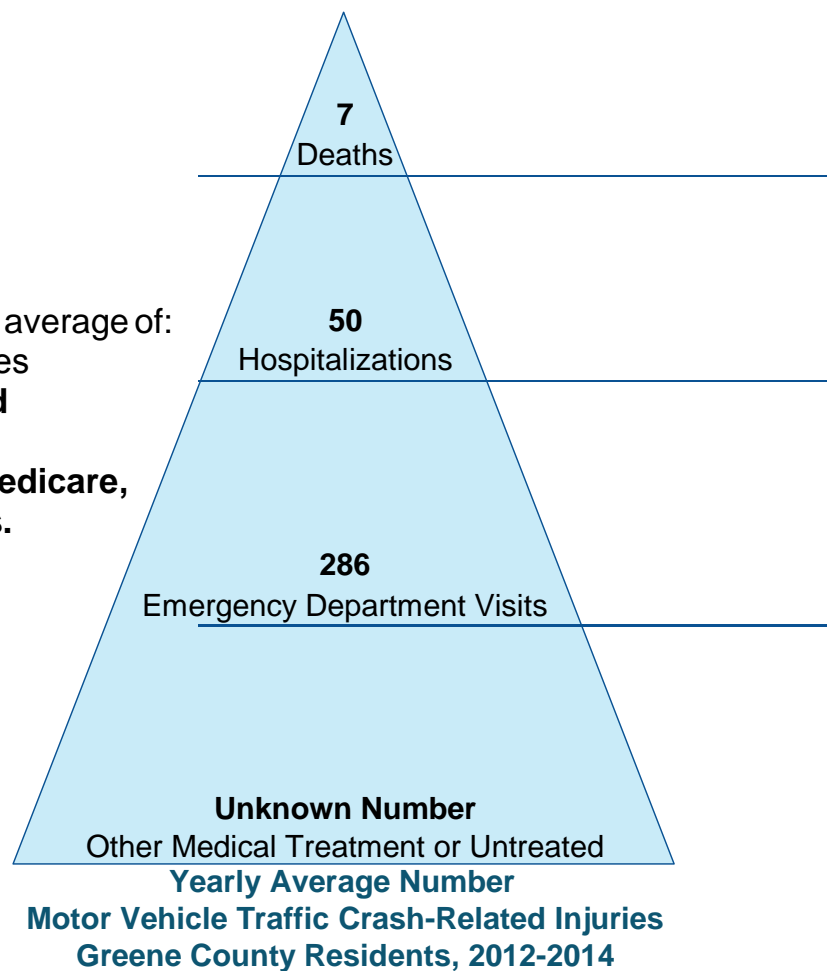 7
Deaths
average of:
es
50
Hospitalizations
d
edicare,
s.
286
Emergency Department Visits
Unknown Number
Other Medical Treatment or Untreated
Yearly Average Number
Motor Vehicle Traffic Crash-Related Injuries
Greene County Residents, 2012-2014